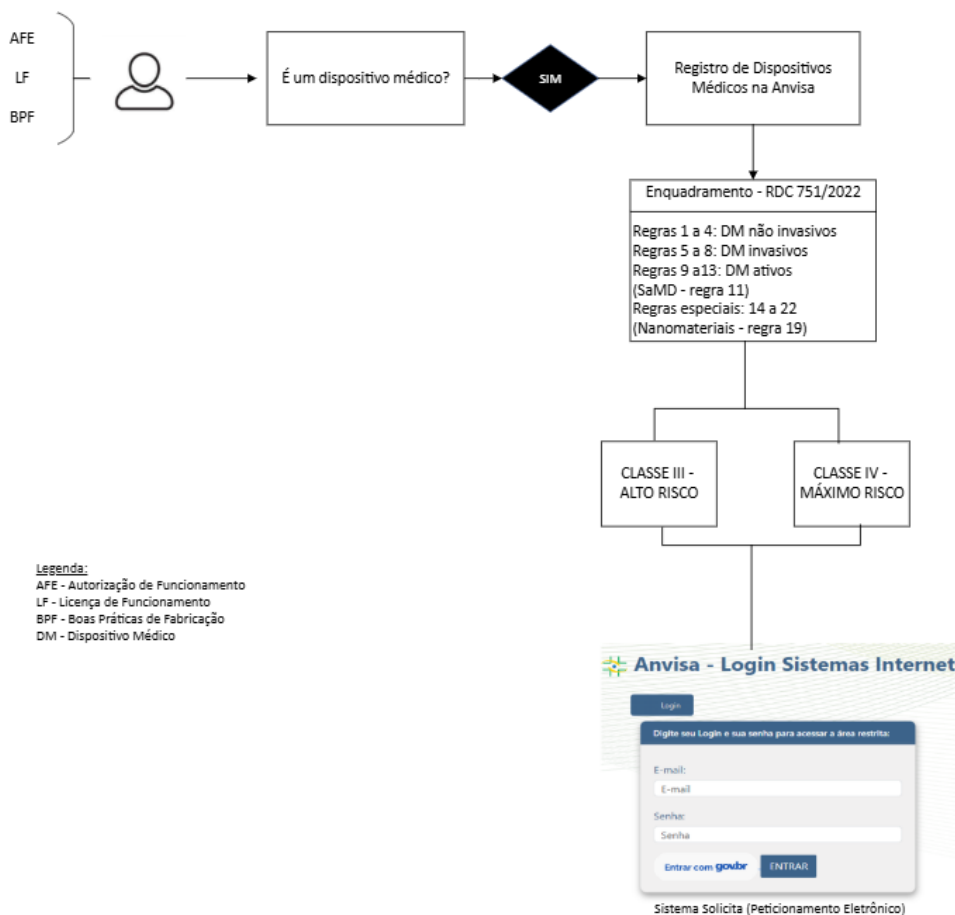 AFE
LF
BPF
É um dispositivo médico?
SIM
Registro de Dispositivos
Médicos na Anvisa
Enquadramento - RDC 751/2022
Regras 1 a 4: DM não invasivos
Regras 5 a 8: DM invasivos
Regras 9 a13: DM ativos
(SaMD - regra 11)
Regras especiais: 14 a 22
(Nanomateriais - regra 19)
CLASSE III -
ALTO RISCO
CLASSE IV -
MÁXIMO RISCO
Legenda:
AFE - Autorização de Funcionamento
LF - Licença de Funcionamento
BPF - Boas Práticas de Fabricação
DM - Dispositivo Médico
Anvisa - Login Sistemas Internet
Login
Digite seu Login e sua senha para acessar a área restrita:
E-mail:
E-mail
Senha:
Senha
Entrar com gov.br ENTRAR
Sistema Solicita (Peticionamento Eletrônico)